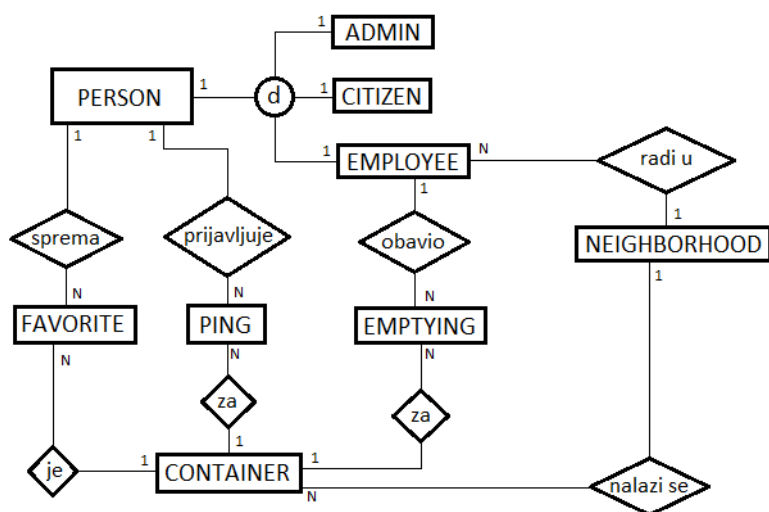 1 ADMIN
PERSON 1 d 1 CITIZEN
1 1
1 EMPLOYEE N radi u
1 1
sprema prijavljuje obavio NEIGHBORHOOD
1
N N N
FAVORITE PING EMPTYING
N N N
za za
1
je 1 CONTAINER 1
N nalazi se